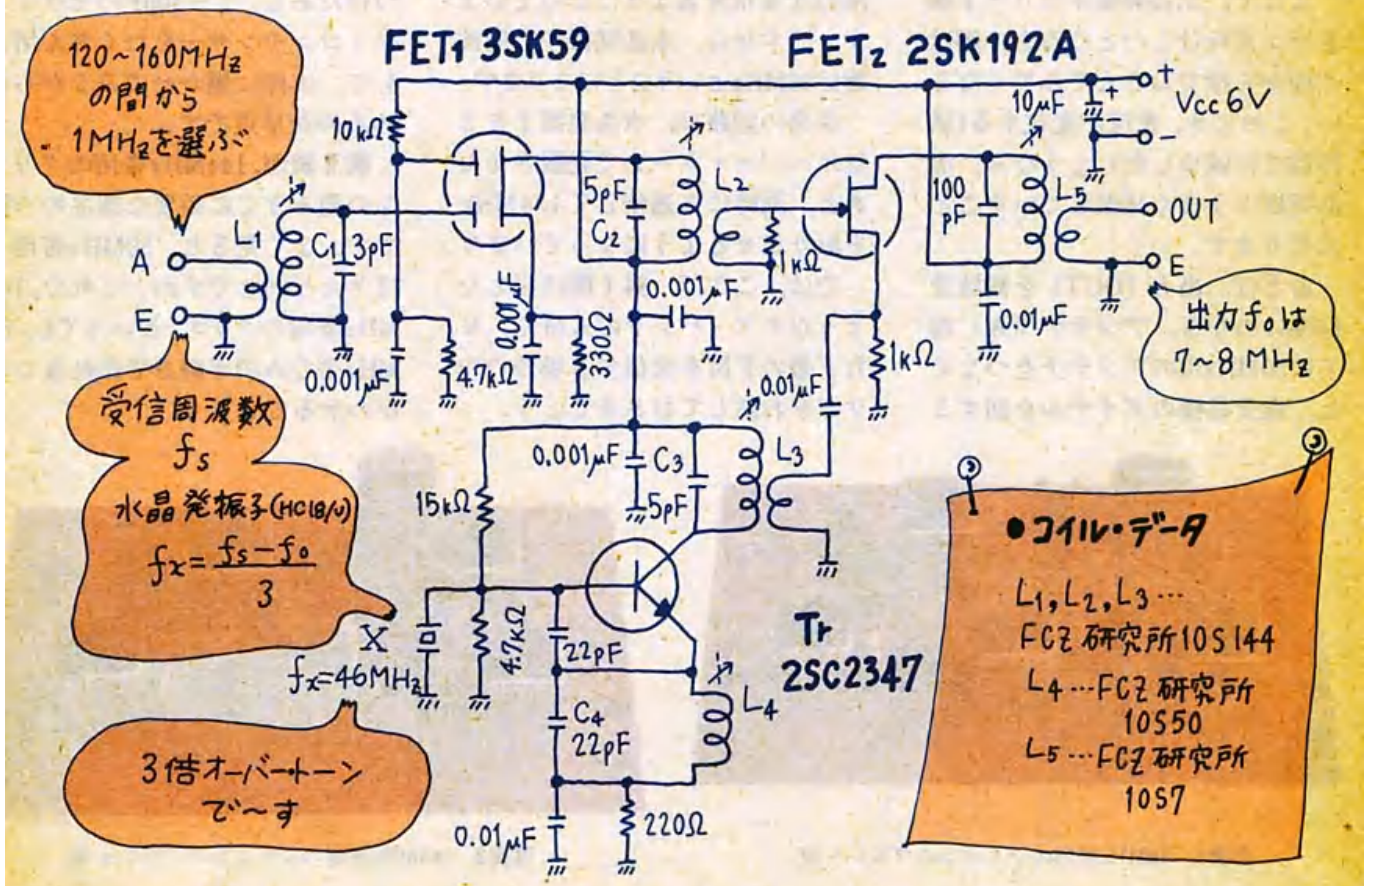 FET₁ 3SK59
FET₂ 2SK192A
120~160MHz
の間から
1MHzを選ぶ
10kΩ
10μF
+
-
+
Vcc 6V
-
L₁
A
E
C₁
3pF
5pF
C₂
L₂
1kΩ
100
pF
L₅
OUT
E
0.001μF
4.7kΩ
0.001μF
330Ω
0.001μF
0.01μF
1kΩ
0.01μF
出力foは
7~8MHz
受信周波数
fs
水晶発振子(HC18/U)
fx=fs-fo
3
15kΩ
0.001μF
C₃
5pF
L₃
X
fx=46MHz
4.7kΩ
22pF
Tr
2SC2347
C₄
22pF
L₄
0.01μF
220Ω
3倍オーバートーン
で~す
●コイル・データ
L₁,L₂,L₃…
FCZ研究所10S144
L₄…FCZ研究所
10S50
L₅…FCZ研究所
10S7